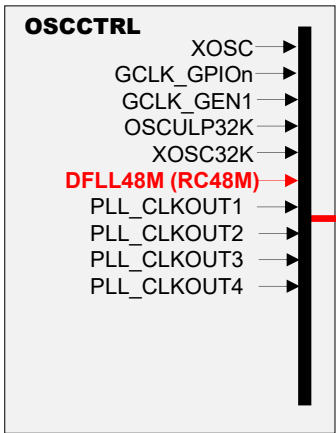 OSCCTRL
XOSC
GCLK_GPIOn
GCLK_GEN1
OSCULP32K
XOSC32K
DFLL48M (RC48M)
PLL_CLKOUT1
PLL_CLKOUT2
PLL_CLKOUT3
PLL_CLKOUT4